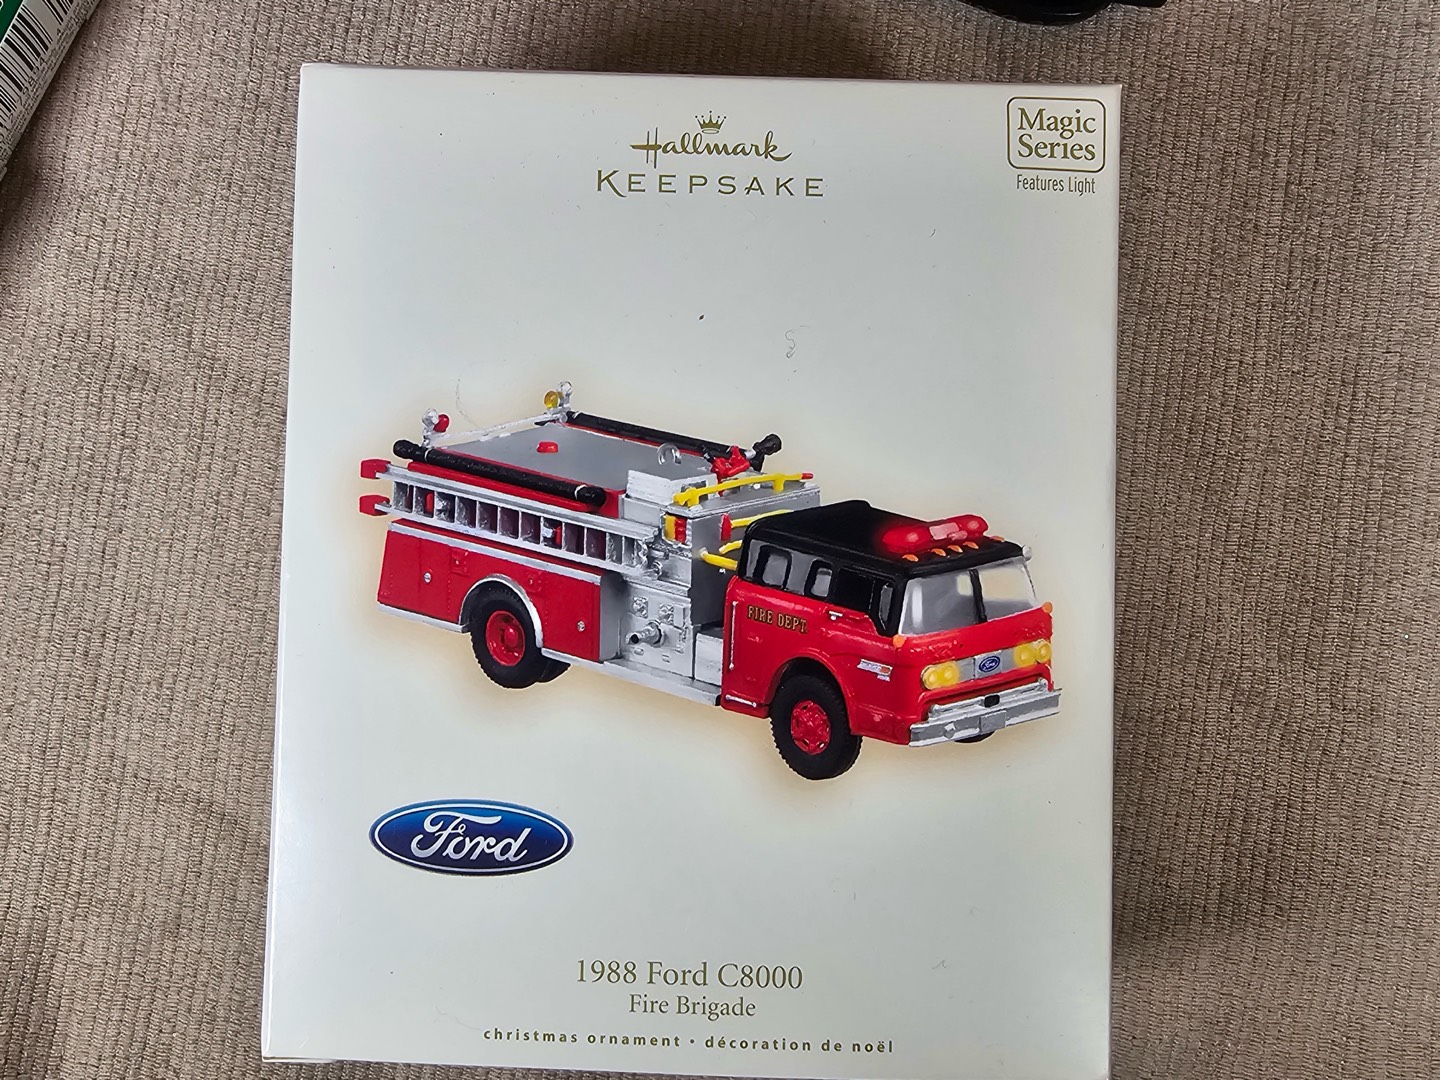 Hallmark
KEEPSAKE
Magic
Series
Features Light
FIRE DEPT.
Ford
Ford
1988 Ford C8000
Fire Brigade
christmas ornament • décoration de noël